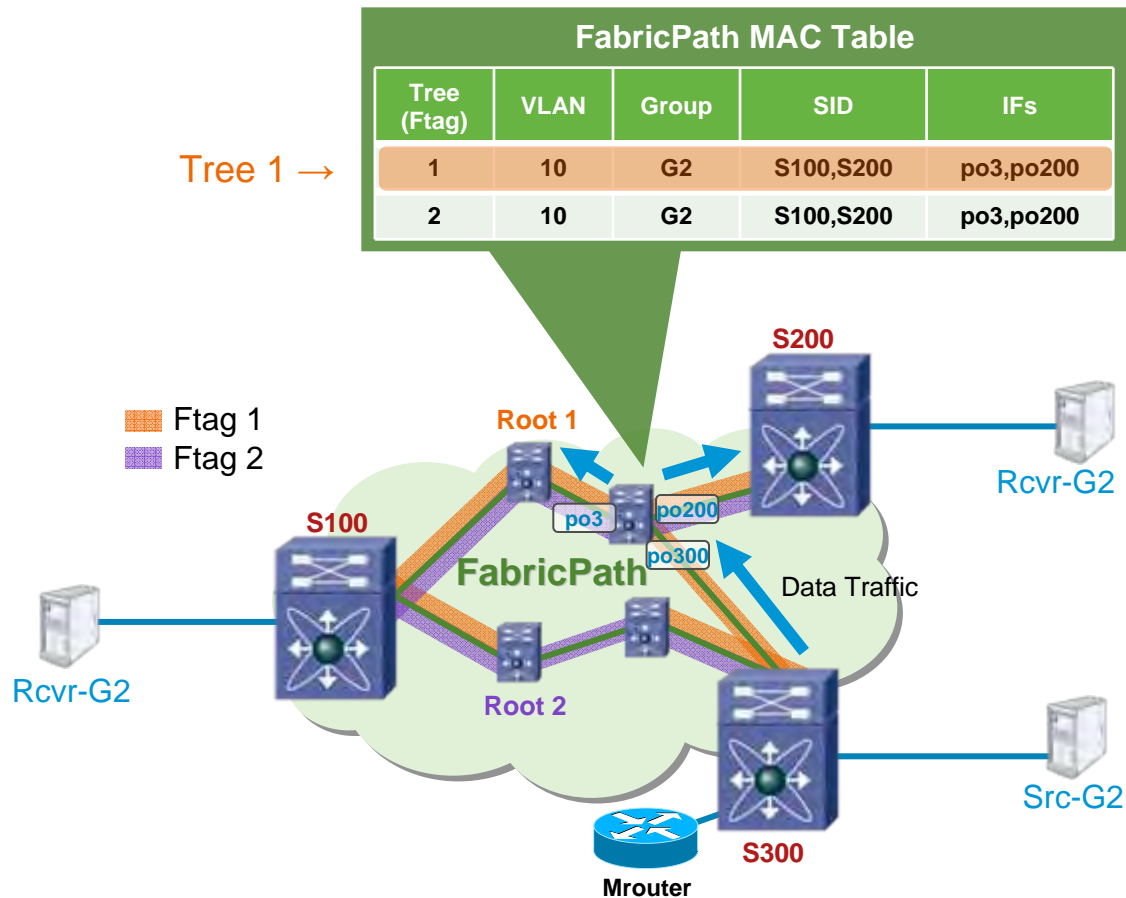 FabricPath MAC Table
Tree (Ftag) VLAN Group SID IFs
Tree 1 →
1 10 G2 S100,S200 po3,po200
2 10 G2 S100,S200 po3,po200
S200
Ftag 1
Ftag 2
Root 1
Rcvr-G2
po3
po200
S100
po300
FabricPath
Data Traffic
Rcvr-G2
Root 2
Src-G2
S300
Mrouter